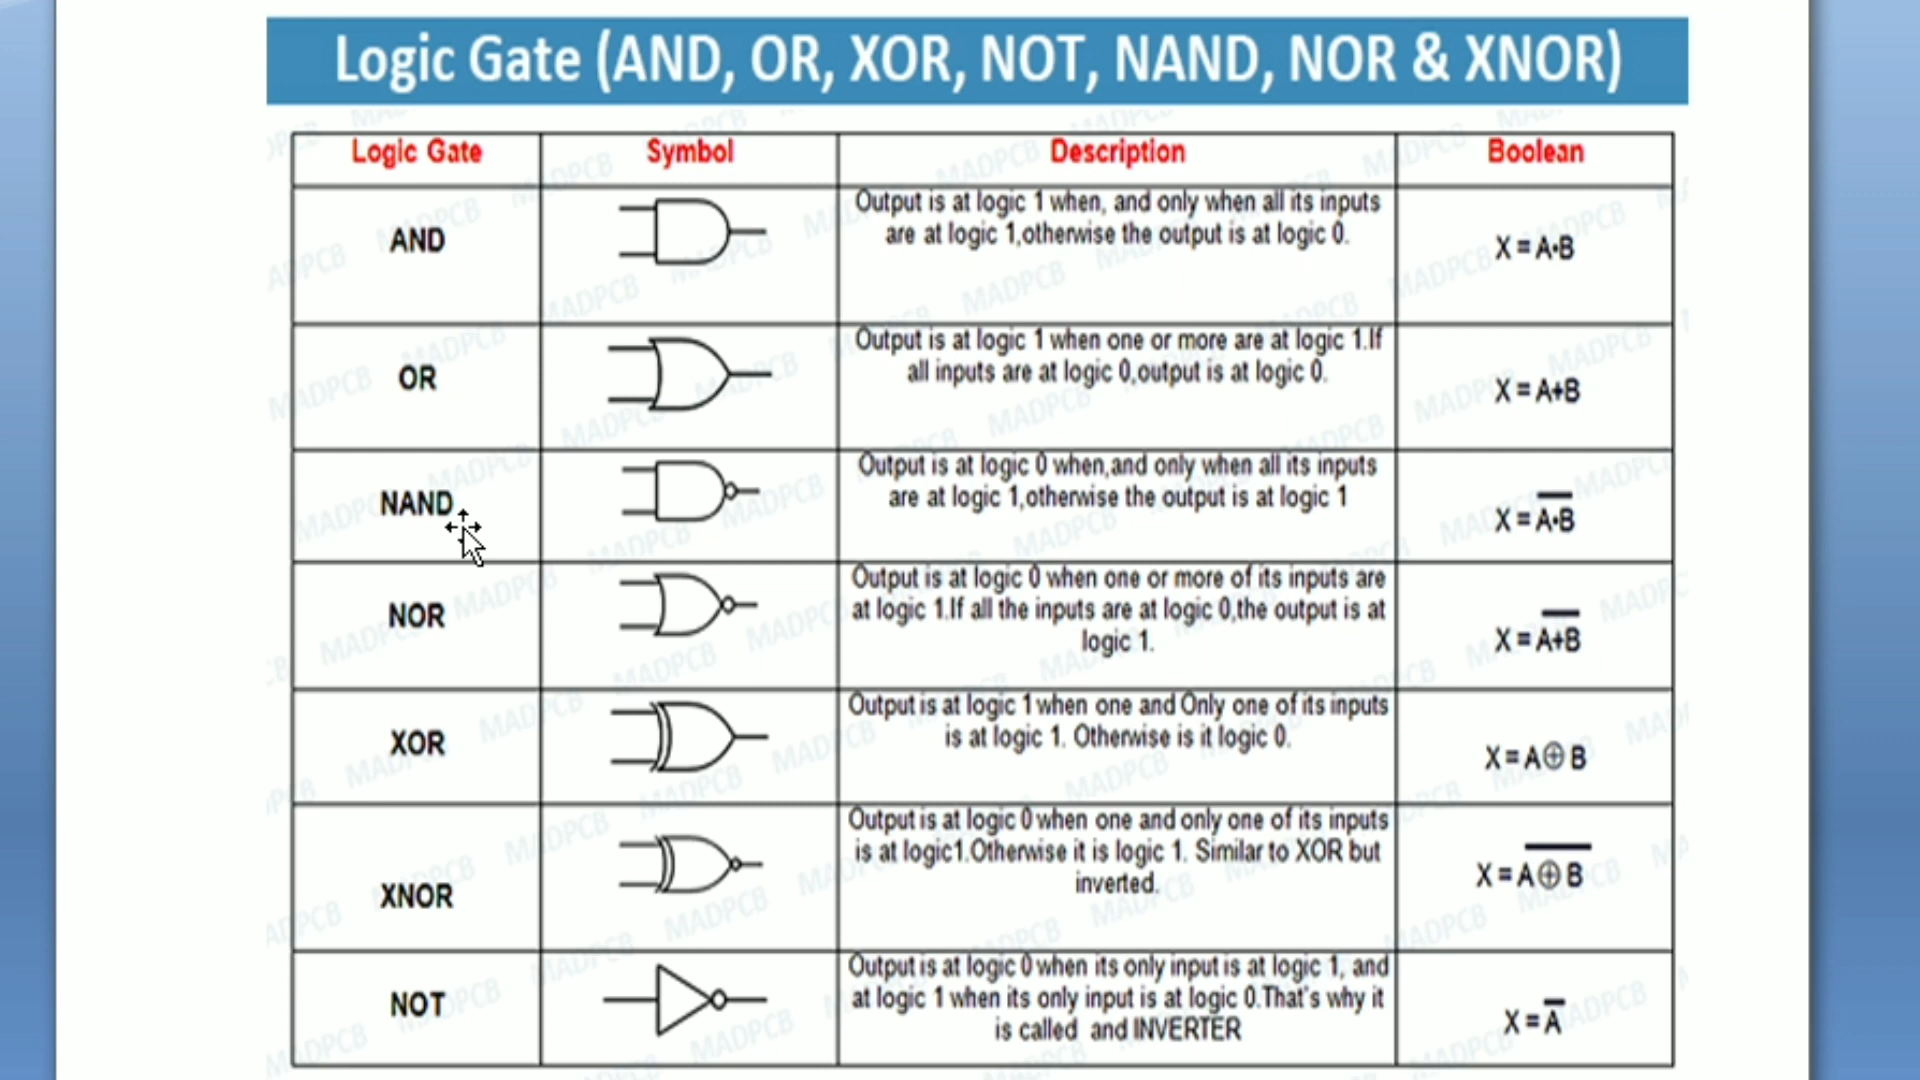 Logic Gate (AND, OR, XOR, NOT, NAND, NOR & XNOR)
Logic Gate Symbol Description Boolean
AND
Output is at logic 1 when, and only when all its inputs
are at logic 1,otherwise the output is at logic 0.
X = A•B
OR
Output is at logic 1 when one or more are at logic 1.If
all inputs are at logic 0,output is at logic 0.
X = A+B
NAND
Output is at logic 0 when,and only when all its inputs
are at logic 1,otherwise the output is at logic 1
X = A̅•̅B̅
NOR
Output is at logic 0 when one or more of its inputs are
at logic 1.If all the inputs are at logic 0,the output is at
logic 1.
X = A̅+̅B̅
XOR
Output is at logic 1 when one and Only one of its inputs
is at logic 1. Otherwise is it logic 0.
X = A⊕B
XNOR
Output is at logic 0 when one and only one of its inputs
is at logic1.Otherwise it is logic 1. Similar to XOR but
inverted.
X = A̅⊕̅B̅
NOT
Output is at logic 0 when its only input is at logic 1, and
at logic 1 when its only input is at logic 0.That's why it
is called and INVERTER
X = A̅
MADPCB